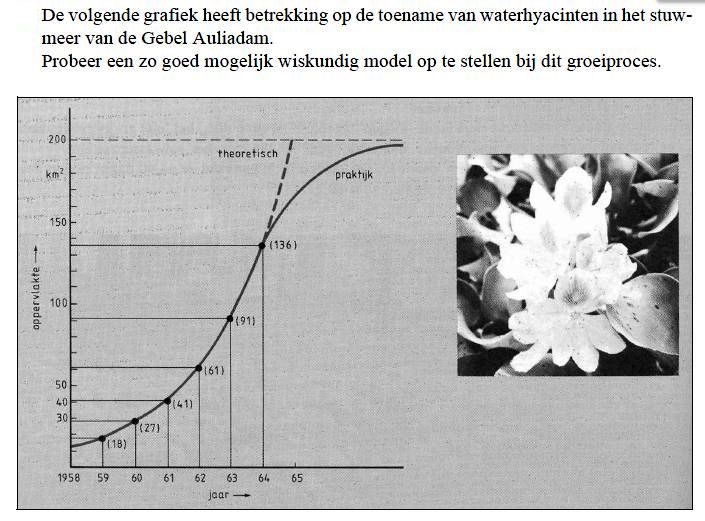 De volgende grafiek heeft betrekking op de toename van waterhyacinten in het stuw-
meer van de Gebel Auliadam.
Probeer een zo goed mogelijk wiskundig model op te stellen bij dit groeiproces.
200
theoretisch
km²
praktijk
150
(136)
oppervlakte
100
(91)
(61)
50
40
(41)
30
(27)
(18)
1958 59 60 61 62 63 64 65
jaar